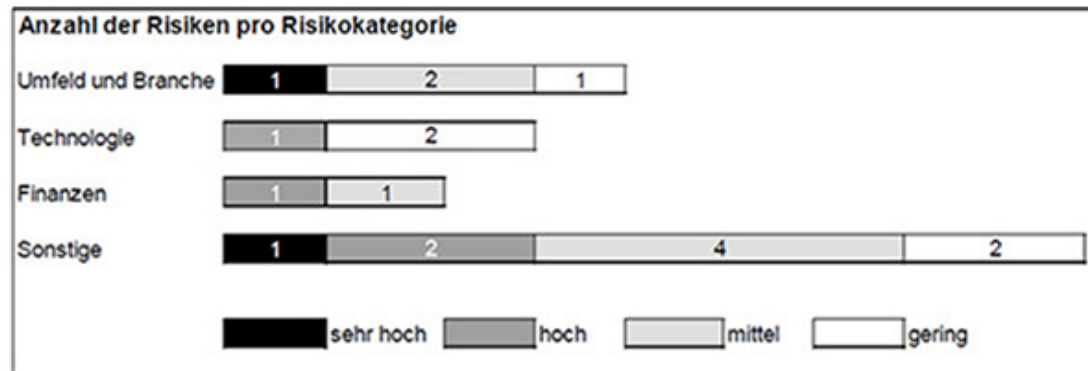 Anzahl der Risiken pro Risikokategorie
Umfeld und Branche 1 2 1
Technologie 1 2
Finanzen 1 1
Sonstige 1 2 4 2
sehr hoch hoch mittel gering